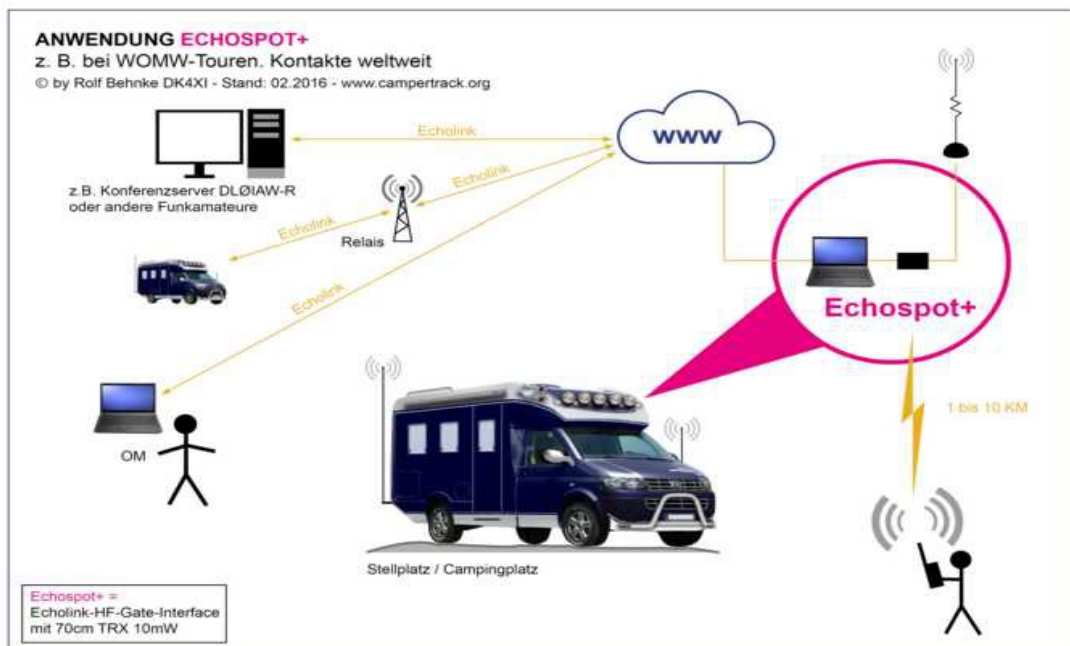 ANWENDUNG ECHOSPOT+
z. B. bei WOMW-Touren. Kontakte weltweit
© by Rolf Behnke DK4XI - Stand: 02.2016 - www.campertrack.org
Echolink
www
z.B. Konferenzserver DLØIAW-R
oder andere Funkamateure
Echolink
Echolink
Relais
Echolink
Echospot+
1 bis 10 KM
OM
Stellplatz / Campingplatz
Echospot+ =
Echolink-HF-Gate-Interface
mit 70cm TRX 10mW